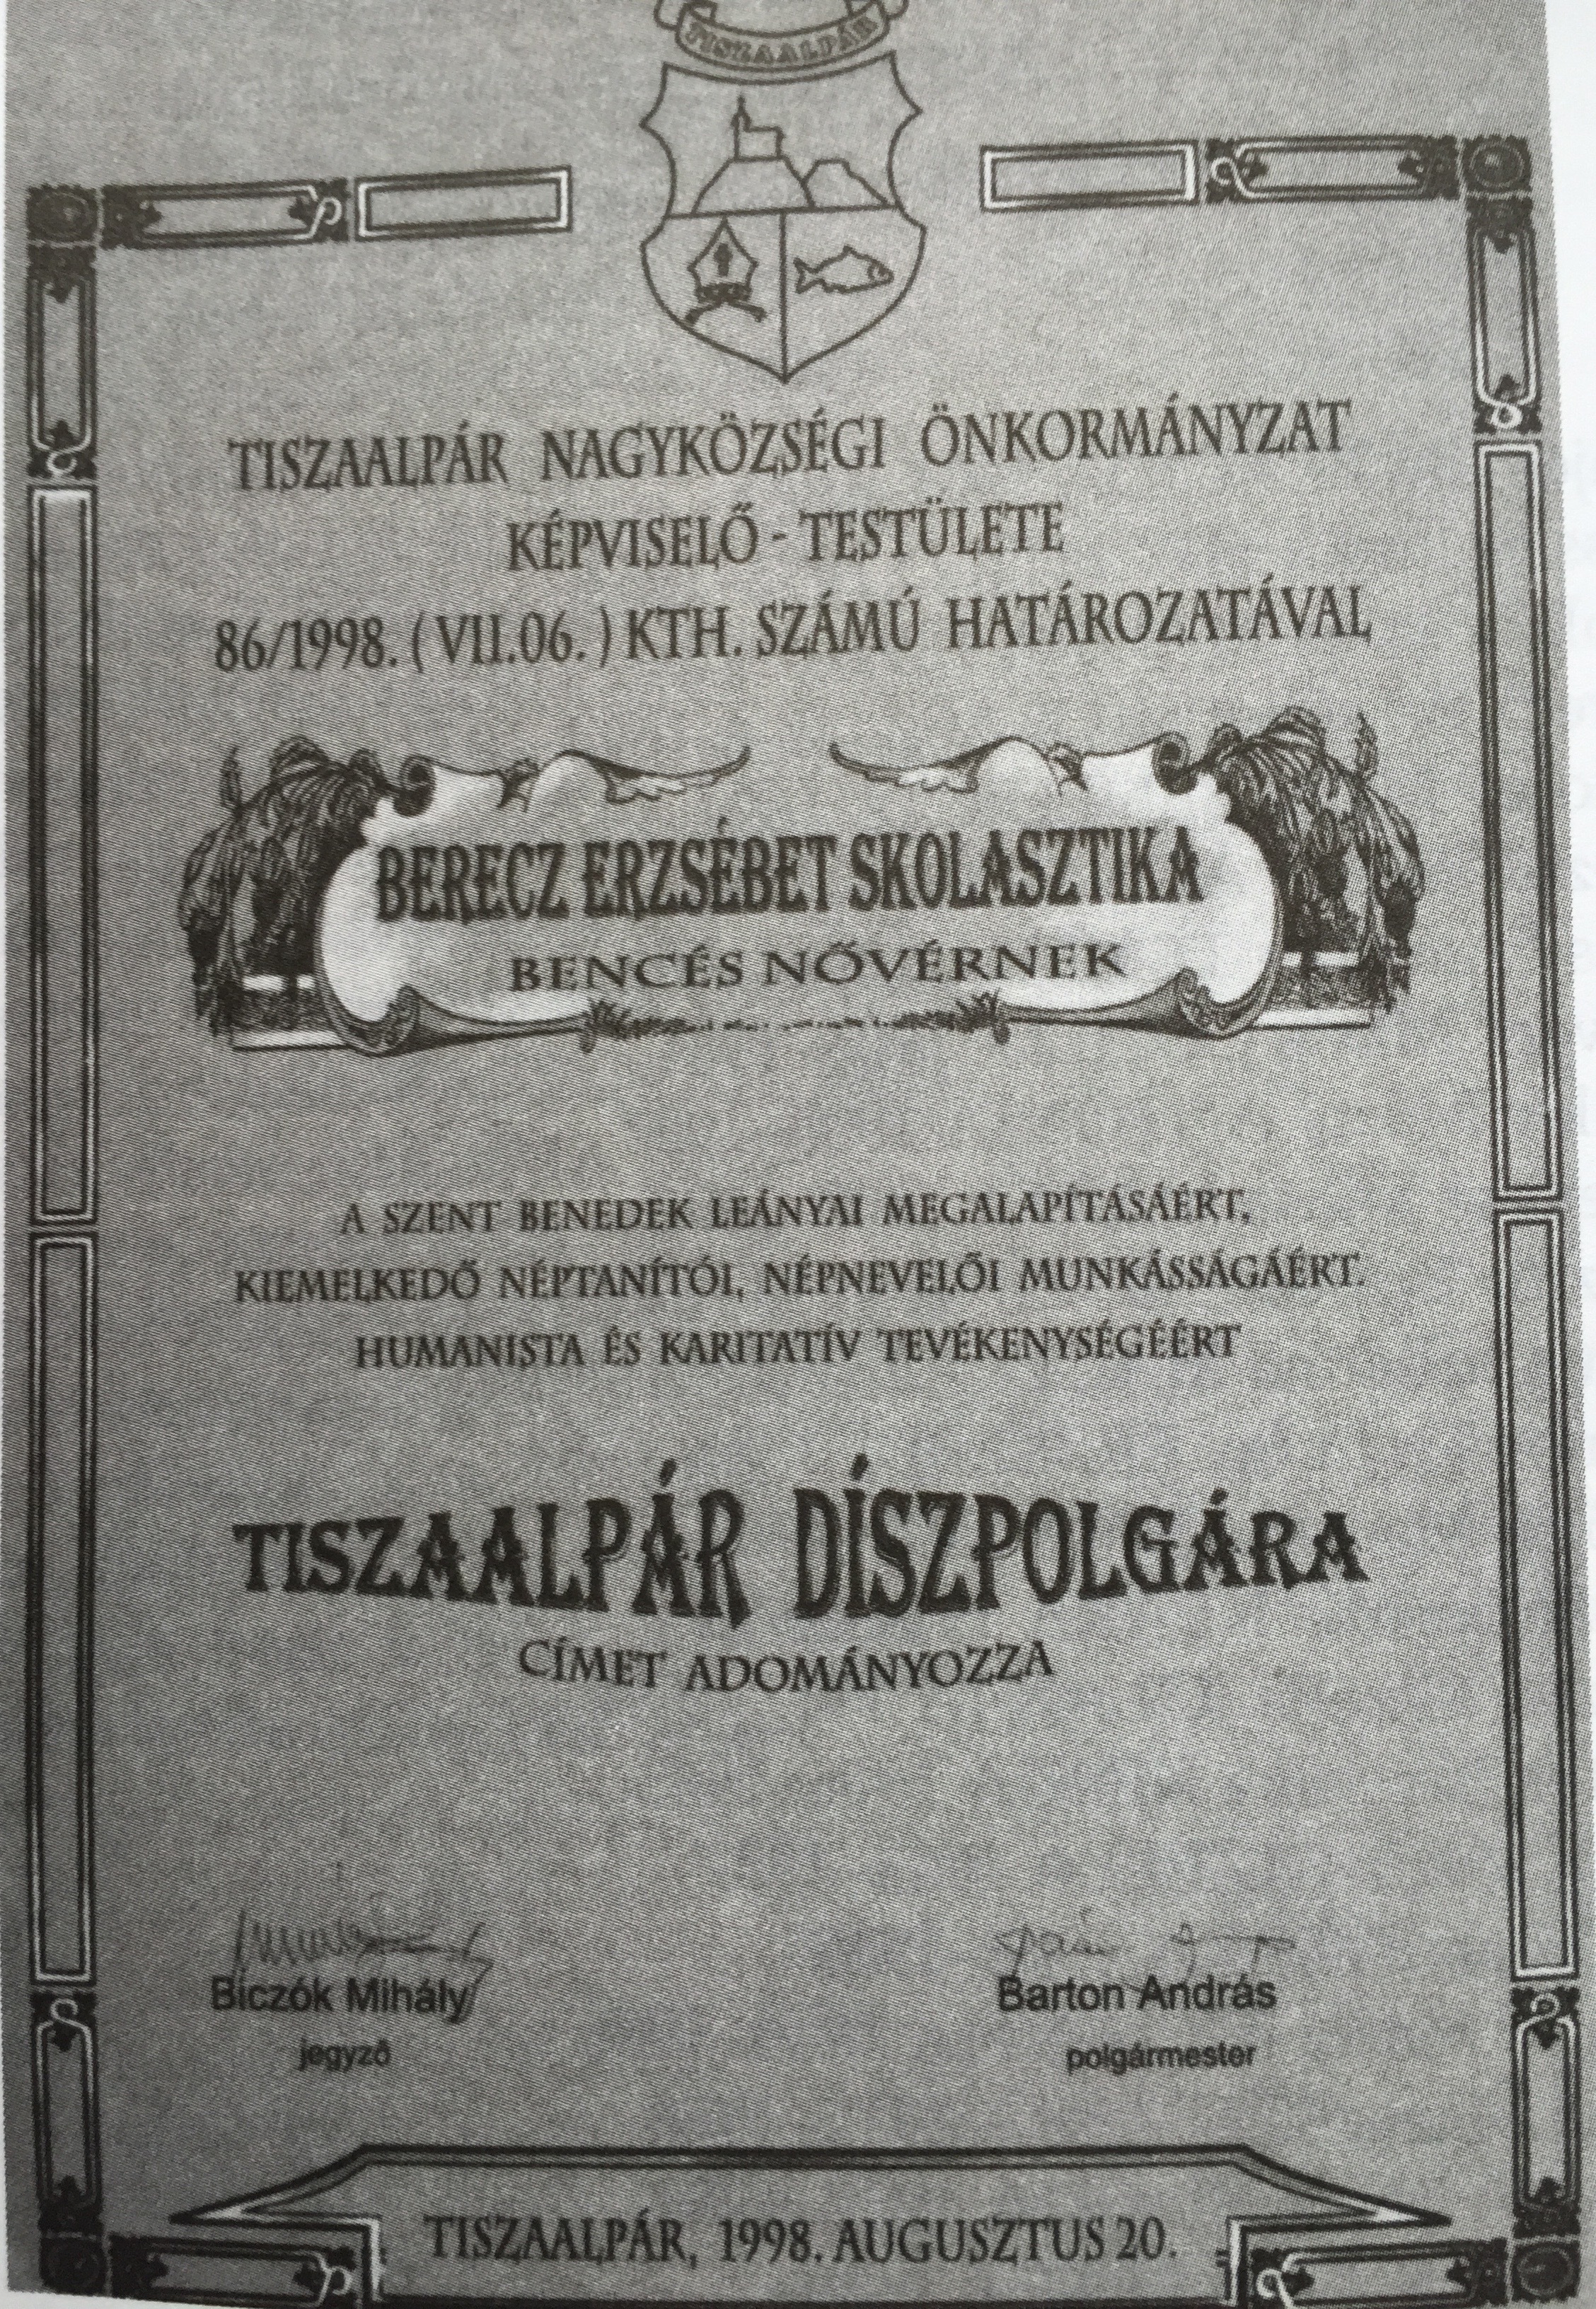 TISZAALPÁR
TISZAALPÁR NAGYKÖZSÉGI ÖNKORMÁNYZAT
KÉPVISELŐ - TESTÜLETE
86/1998. ( VII.06. ) KTH. SZÁMÚ HATÁROZATÁVAL
BERECZ ERZSÉBET SKOLASZTIKA
BENCÉS NŐVÉRNEK
A SZENT BENEDEK LEÁNYAI MEGALAPÍTÁSÁÉRT,
KIEMELKEDŐ NÉPTANÍTÓI, NÉPNEVELŐI MUNKÁSSÁGÁÉRT.
HUMANISTA ÉS KARITATÍV TEVÉKENYSÉGÉÉRT
TISZAALPÁR DÍSZPOLGÁRA
CÍMET ADOMÁNYOZZA
Biczók Mihály
jegyző
Barton András
polgármester
TISZAALPÁR, 1998. AUGUSZTUS 20.